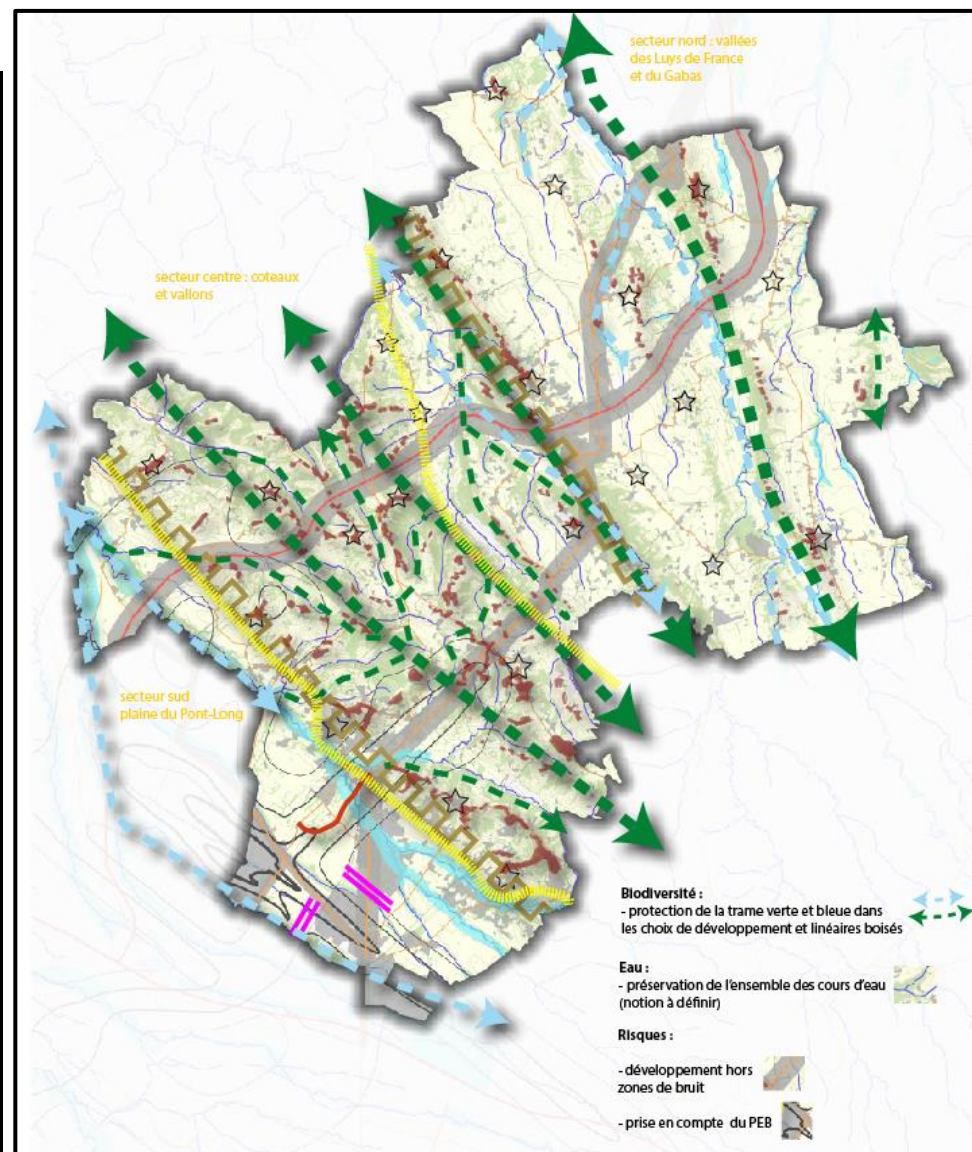 secteur nord : vallées
des Luys de France
et du Gabas
secteur centre : coteaux
et vallons
secteur sud
plaine du Pont-Long
Biodiversité :
- protection de la trame verte et bleue dans
les choix de développement et linéaires boisés
Eau :
- préservation de l'ensemble des cours d'eau
(notion à définir)
Risques :
- développement hors
zones de bruit
- prise en compte du PEB